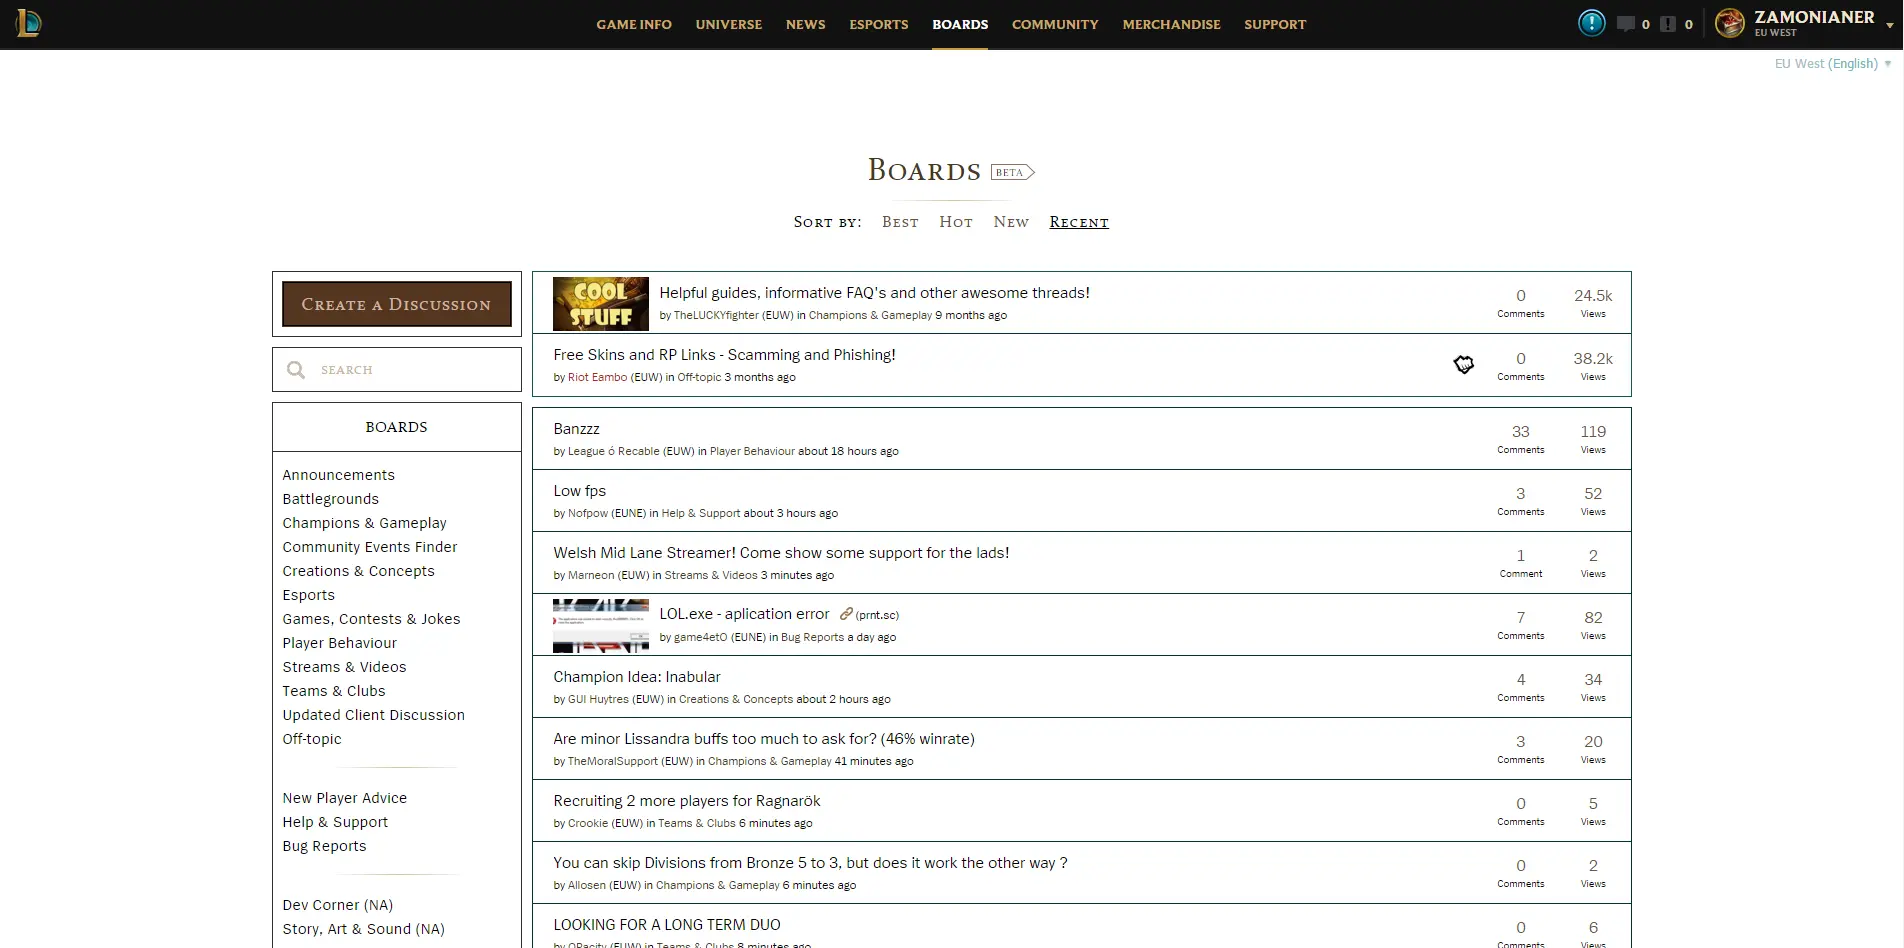 GAME INFO UNIVERSE NEWS ESPORTS BOARDS COMMUNITY MERCHANDISE SUPPORT
0 0 ZAMONIANER
EU WEST
EU West (English)
BOARDS BETA
SORT BY: BEST HOT NEW RECENT
CREATE A DISCUSSION
SEARCH
BOARDS
Announcements
Battlegrounds
Champions & Gameplay
Community Events Finder
Creations & Concepts
Esports
Games, Contests & Jokes
Player Behaviour
Streams & Videos
Teams & Clubs
Updated Client Discussion
Off-topic
New Player Advice
Help & Support
Bug Reports
Dev Corner (NA)
Story, Art & Sound (NA)
COOL
STUFF
Helpful guides, informative FAQ's and other awesome threads!
by TheLUCKYfighter (EUW) in Champions & Gameplay 9 months ago
0 24.5k
Comments Views
Free Skins and RP Links - Scamming and Phishing!
by Riot Eambo (EUW) in Off-topic 3 months ago
0 38.2k
Comments Views
Banzzz
by League ó Recable (EUW) in Player Behaviour about 18 hours ago
33 119
Comments Views
Low fps
by Nofpow (EUNE) in Help & Support about 3 hours ago
3 52
Comments Views
Welsh Mid Lane Streamer! Come show some support for the lads!
by Marneon (EUW) in Streams & Videos 3 minutes ago
1 2
Comment Views
LOL.exe - aplication error (prnt.sc)
by game4etO (EUNE) in Bug Reports a day ago
7 82
Comments Views
Champion Idea: Inabular
by GUI Huytres (EUW) in Creations & Concepts about 2 hours ago
4 34
Comments Views
Are minor Lissandra buffs too much to ask for? (46% winrate)
by TheMoralSupport (EUW) in Champions & Gameplay 41 minutes ago
3 20
Comments Views
Recruiting 2 more players for Ragnarök
by Crookie (EUW) in Teams & Clubs 6 minutes ago
0 5
Comments Views
You can skip Divisions from Bronze 5 to 3, but does it work the other way ?
by Allosen (EUW) in Champions & Gameplay 6 minutes ago
0 2
Comments Views
LOOKING FOR A LONG TERM DUO
by OPacity (EUW) in Teams & Clubs 8 minutes ago
0 6
Comments Views